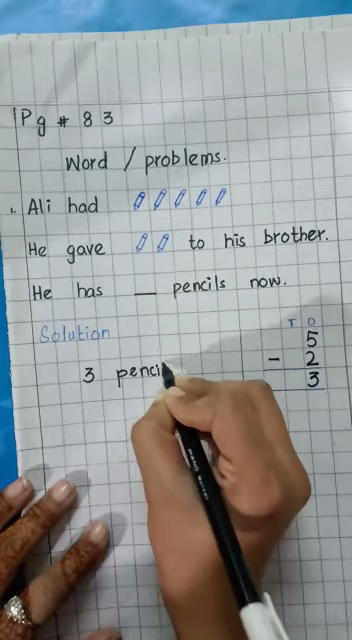 Pg # 83
Word / problems.
1. Ali had
He gave to his brother.
He has __ pencils now.
Solution
T O
5
- 2
3
3 penci